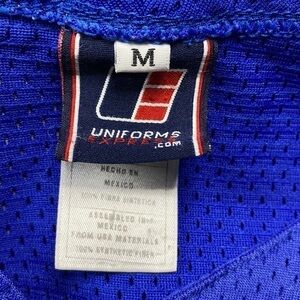 M
UNIFORMS
EXPRESS
.COM
HECHO EN
MEXICO
100% FIBRA SINTETICA
ASSEMBLED IN
MEXICO
FROM USA MATERIALS
100% SYNTHETIC FIBER